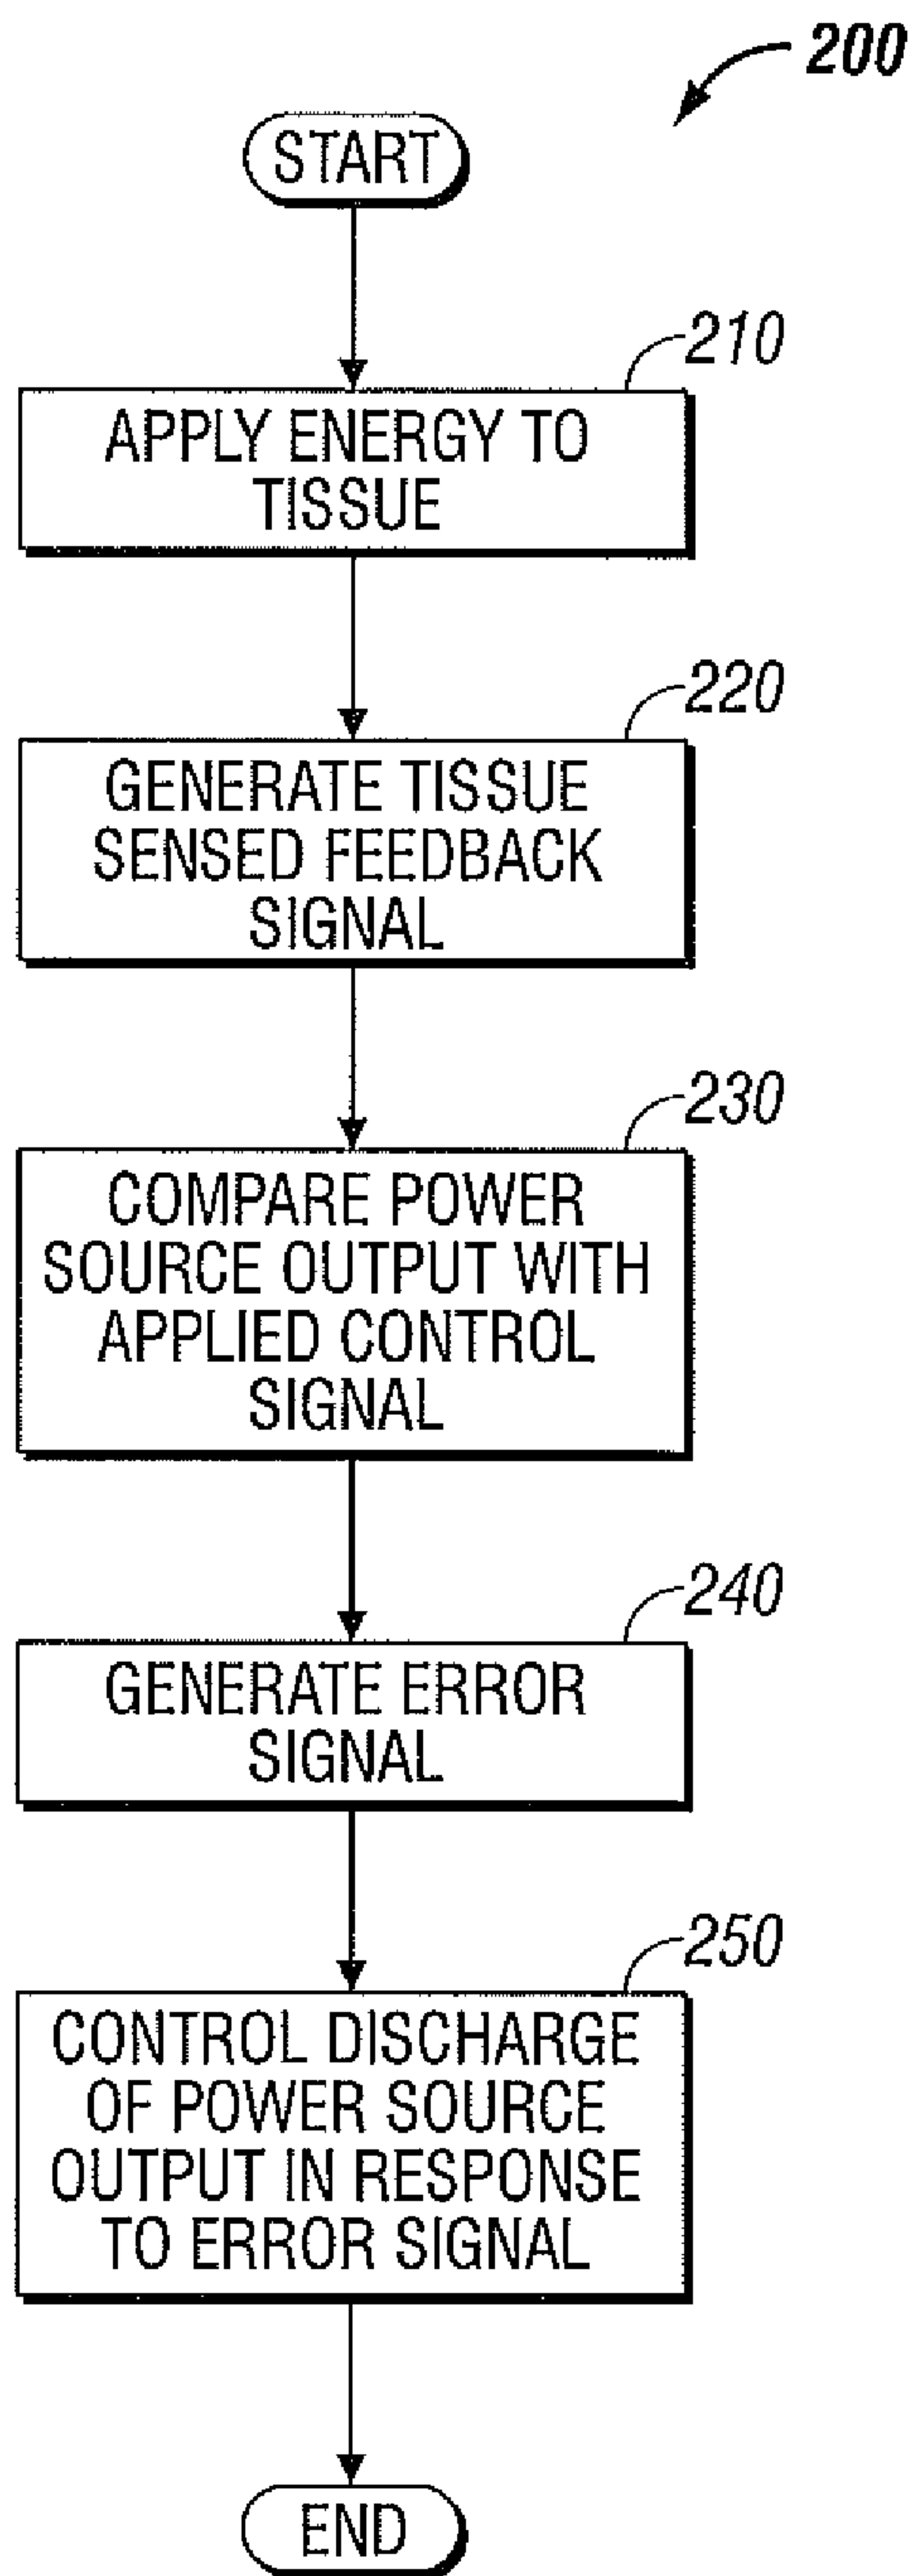 200
START
210
APPLY ENERGY TO
TISSUE
220
GENERATE TISSUE
SENSED FEEDBACK
SIGNAL
230
COMPARE POWER
SOURCE OUTPUT WITH
APPLIED CONTROL
SIGNAL
240
GENERATE ERROR
SIGNAL
250
CONTROL DISCHARGE
OF POWER SOURCE
OUTPUT IN RESPONSE
TO ERROR SIGNAL
END